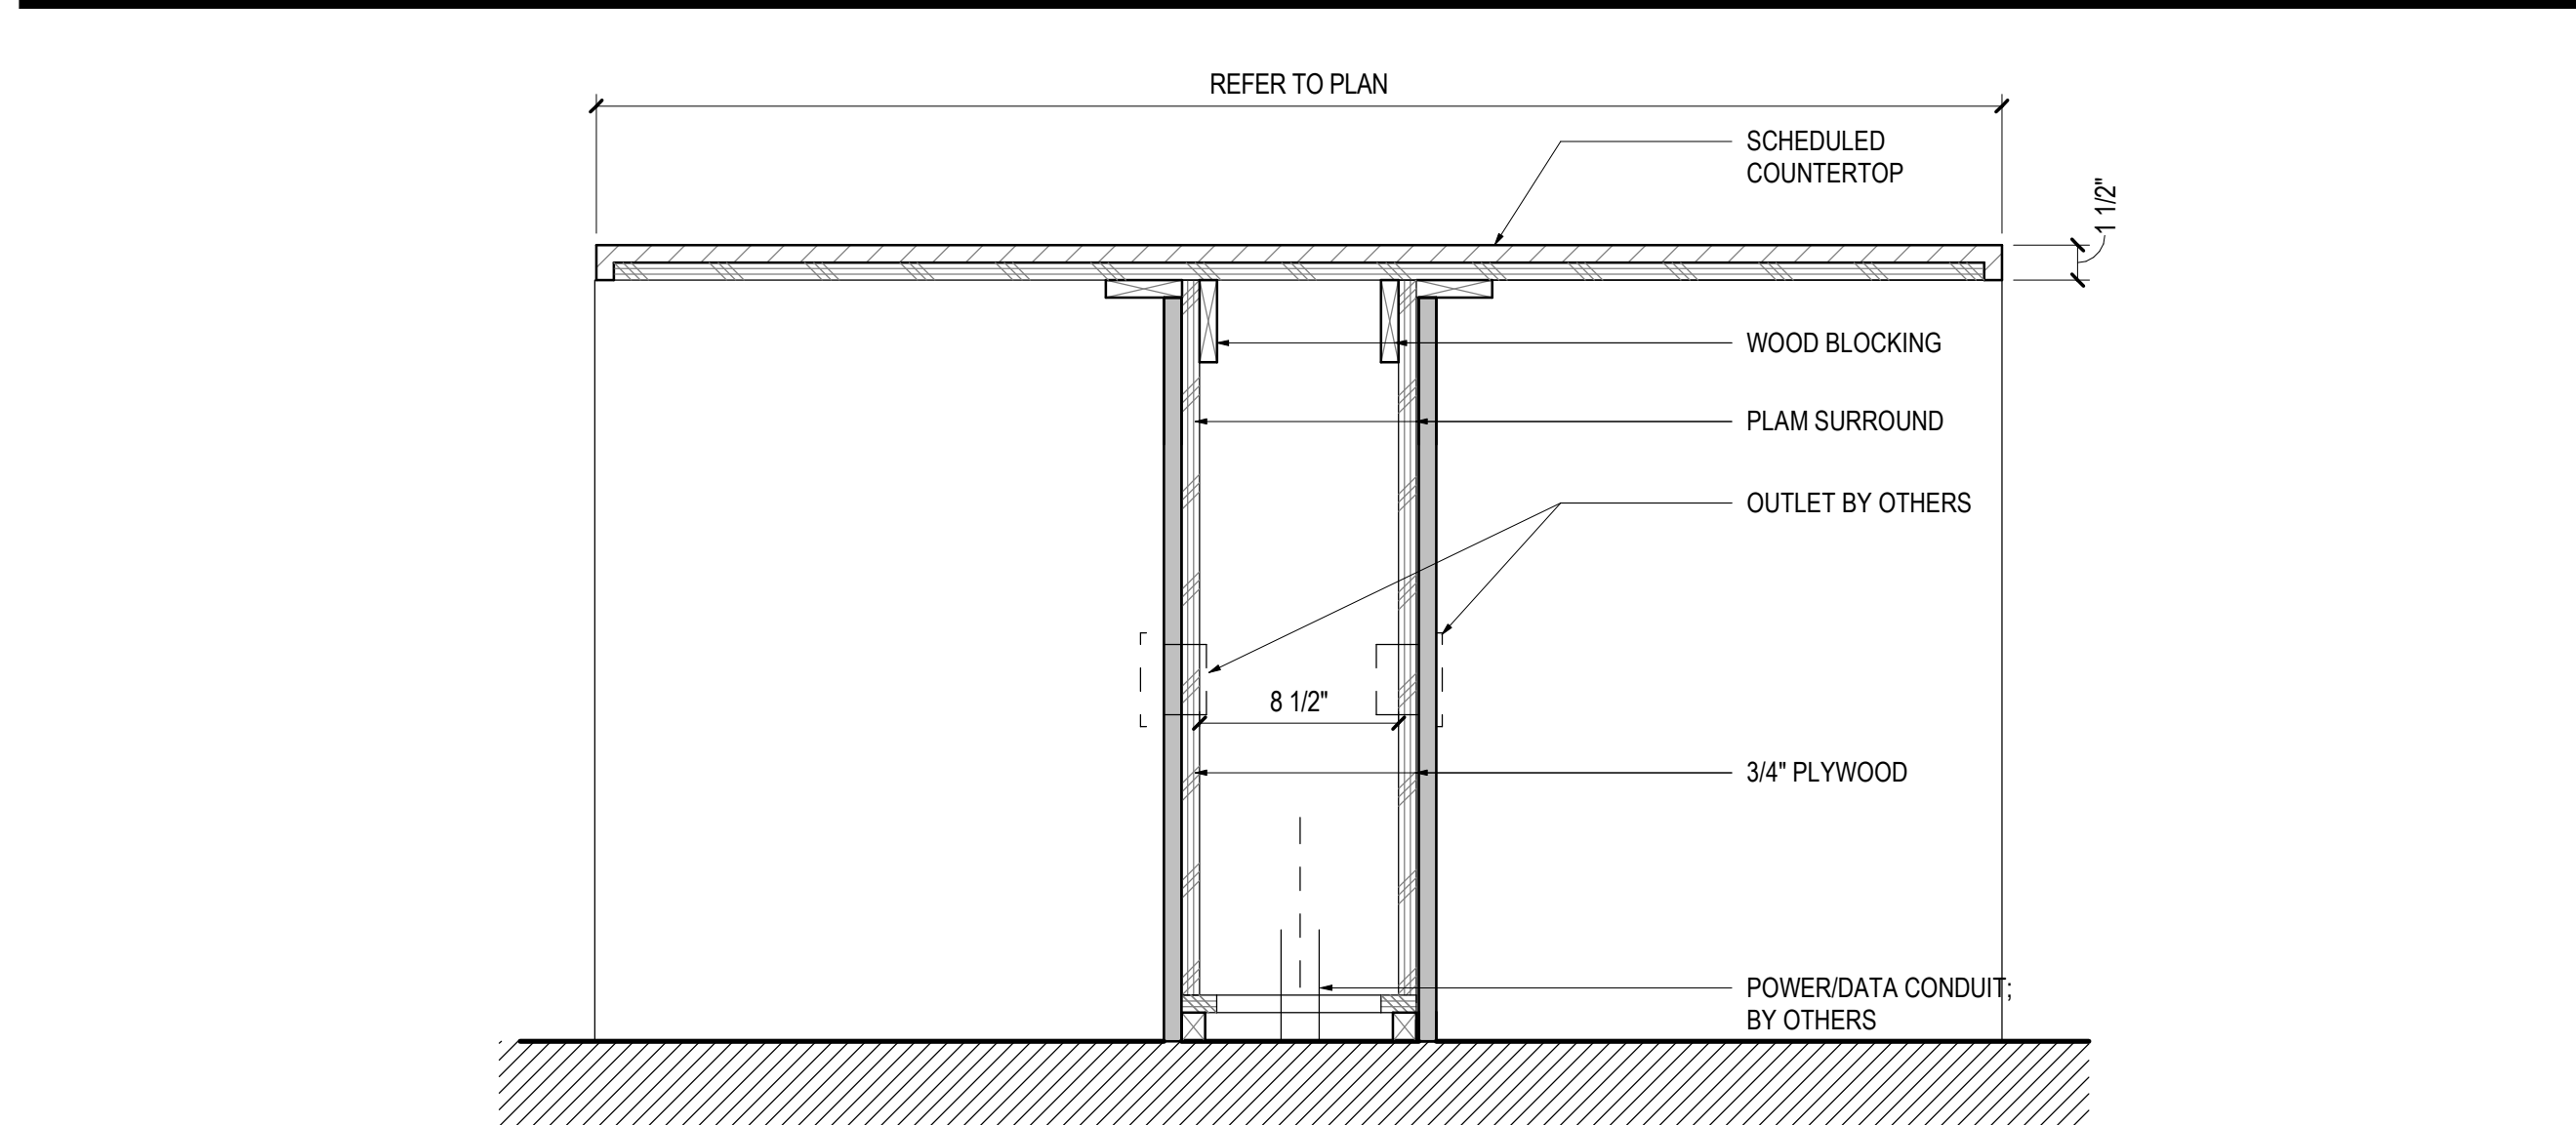 REFER TO PLAN
SCHEDULED
COUNTERTOP
1 1/2"
WOOD BLOCKING
PLAM SURROUND
OUTLET BY OTHERS
8 1/2"
3/4" PLYWOOD
POWER/DATA CONDUIT;
BY OTHERS